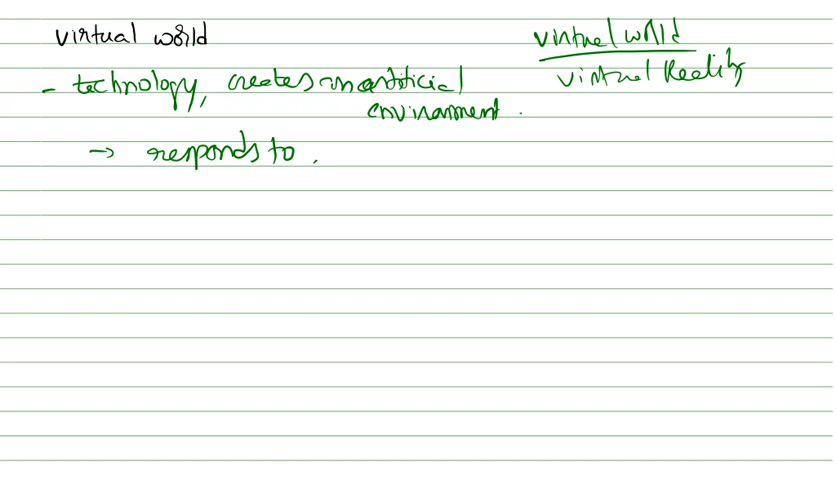 virtual world
- technology, creates an artificial
environment.
→ responds to.
virtual world
virtual Reality